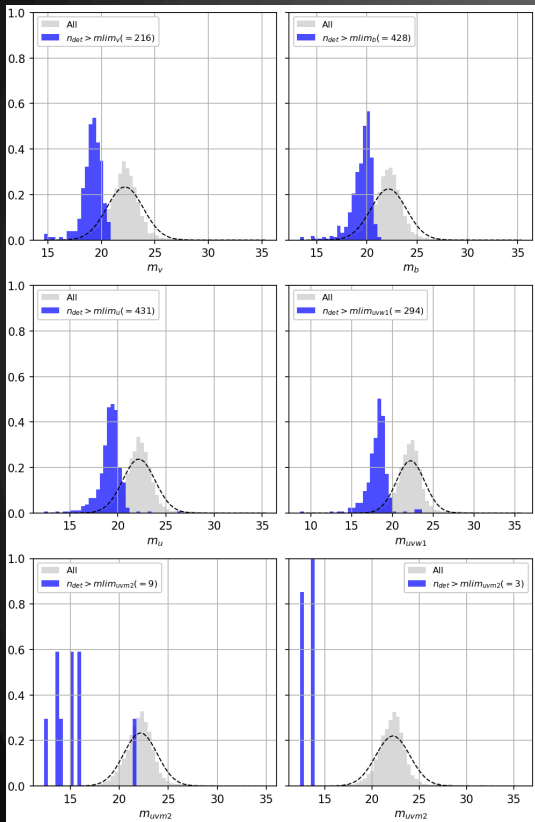 1.0
0.8
0.6
0.4
0.2
0.0
All
n_det > mlim_v(=216)
15 20 25 30 35
m_v
All
n_det > mlim_b(=428)
15 20 25 30 35
m_b
1.0
0.8
0.6
0.4
0.2
0.0
All
n_det > mlim_u(=431)
15 20 25 30 35
m_u
All
n_det > mlim_uvw1(=294)
10 15 20 25 30 35
m_uvw1
1.0
0.8
0.6
0.4
0.2
0.0
All
n_det > mlim_uvm2(=9)
15 20 25 30 35
m_uvm2
All
n_det > mlim_uvm2(=3)
15 20 25 30 35
m_uvm2